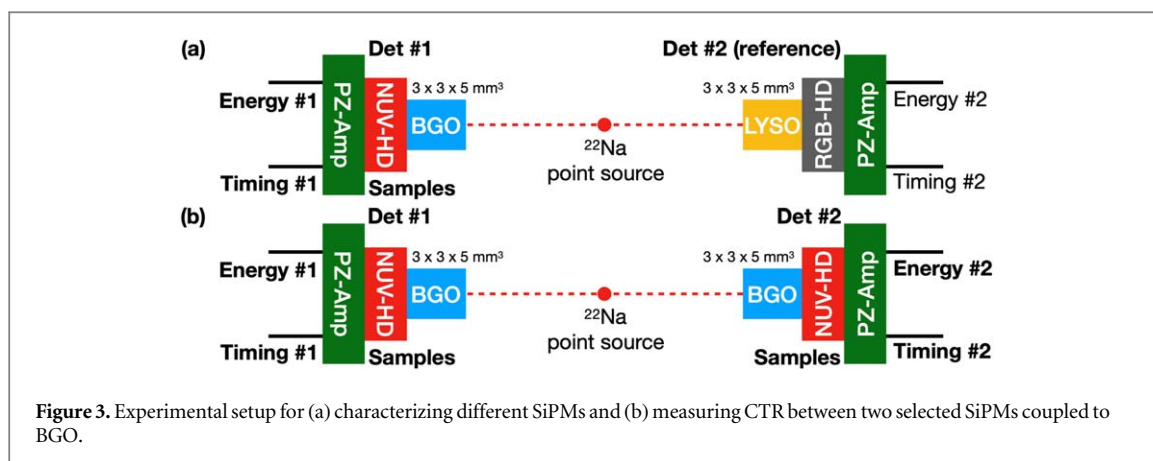 (a)
Det #1
Det #2 (reference)
Energy #1
PZ-Amp
NUV-HD
3 x 3 x 5 mm³
BGO
3 x 3 x 5 mm³
LYSO
RGB-HD
PZ-Amp
Energy #2
²²Na
point source
Timing #1
Samples
Timing #2
(b)
Det #1
Det #2
Energy #1
PZ-Amp
NUV-HD
3 x 3 x 5 mm³
BGO
3 x 3 x 5 mm³
BGO
NUV-HD
PZ-Amp
Energy #2
²²Na
point source
Timing #1
Samples
Samples
Timing #2
Figure 3. Experimental setup for (a) characterizing different SiPMs and (b) measuring CTR between two selected SiPMs coupled to
BGO.